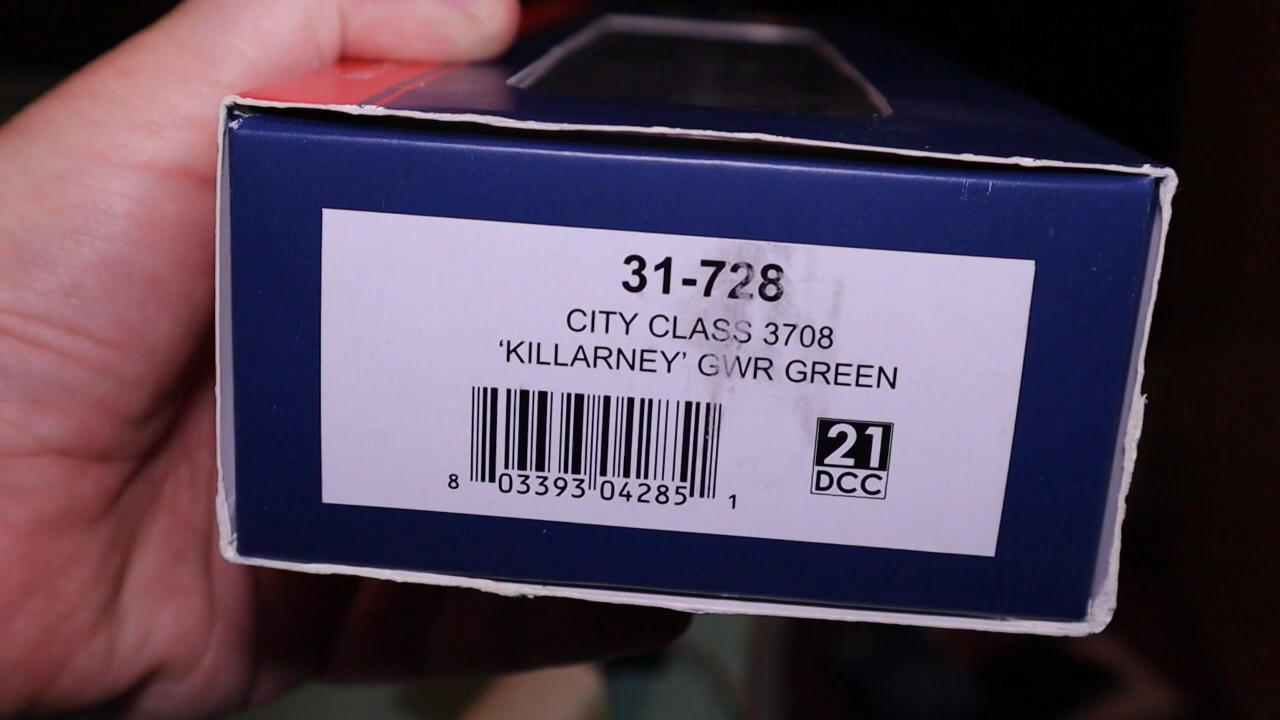 31-728
CITY CLASS 3708
‘KILLARNEY’ GWR GREEN
8 03393 04285 1
21
DCC